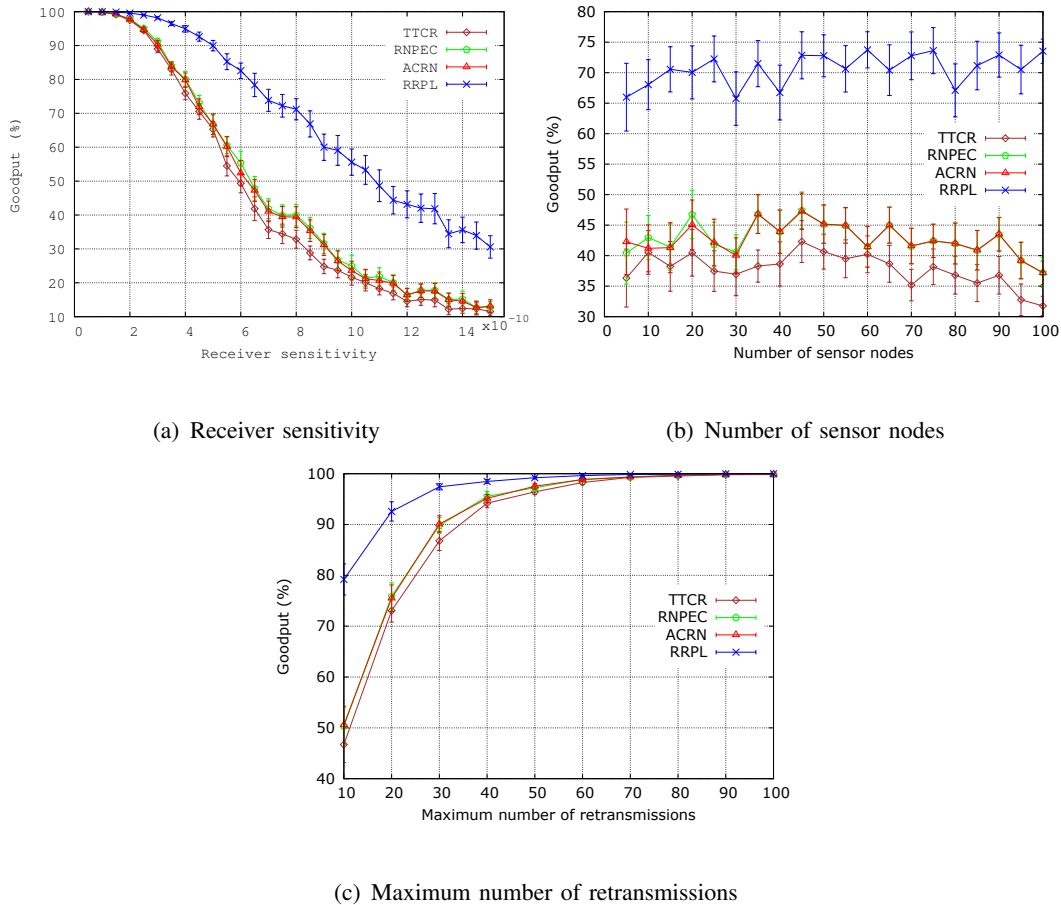 100
90
80
70
60
50
40
30
20
10
0
2
4
6
8
10
12
14
x10
-10
Goodput (%)
Receiver sensitivity
TTCR
RNPEC
ACRN
RRPL
(a) Receiver sensitivity
80
75
70
65
60
55
50
45
40
35
30
0
10
20
30
40
50
60
70
80
90
100
Goodput (%)
Number of sensor nodes
TTCR
RNPEC
ACRN
RRPL
(b) Number of sensor nodes
100
90
80
70
60
50
40
10
20
30
40
50
60
70
80
90
100
Goodput (%)
Maximum number of retransmissions
TTCR
RNPEC
ACRN
RRPL
(c) Maximum number of retransmissions